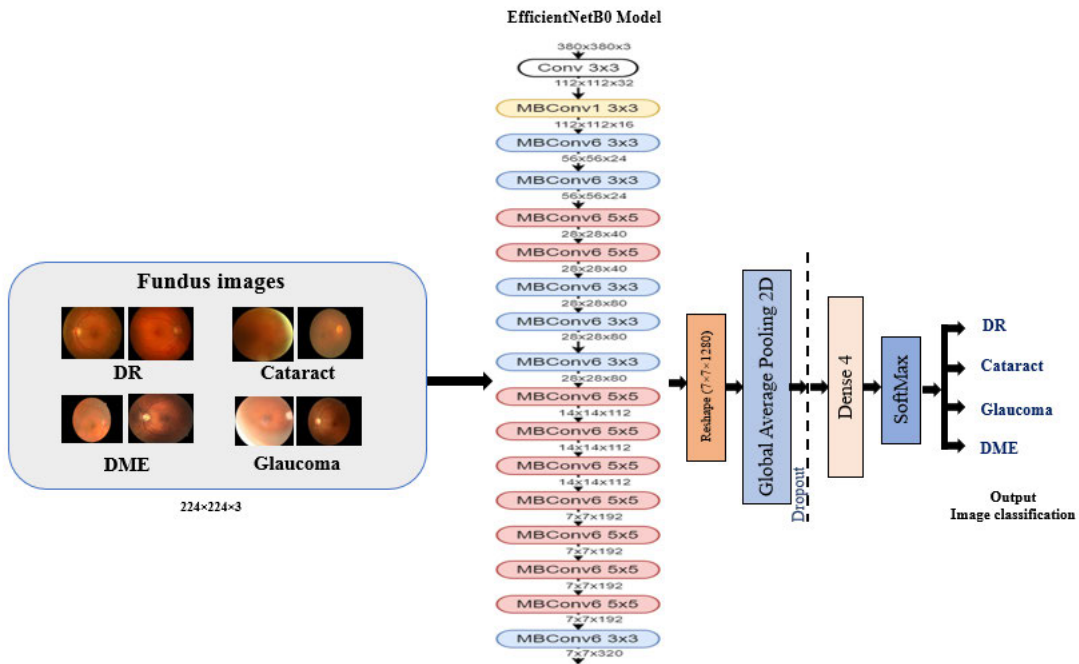 EfficientNetB0 Model
380x380x3
Conv 3x3
112x112x32
MBConv1 3x3
112x112x16
MBConv6 3x3
56x56x24
MBConv6 3x3
56x56x24
MBConv6 5x5
28x28x40
MBConv6 5x5
28x28x40
MBConv6 3x3
28x28x80
MBConv6 3x3
28x28x80
MBConv6 3x3
28x28x80
MBConv6 5x5
14x14x112
MBConv6 5x5
14x14x112
MBConv6 5x5
14x14x112
MBConv6 5x5
7x7x192
MBConv6 5x5
7x7x192
MBConv6 5x5
7x7x192
MBConv6 5x5
7x7x192
MBConv6 3x3
7x7x320
Fundus images
DR
Cataract
DME
Glaucoma
224×224×3
Reshape (7×7×1280)
Global Average Pooling 2D
Dropout
Dense 4
SoftMax
DR
Cataract
Glaucoma
DME
Output
Image classification